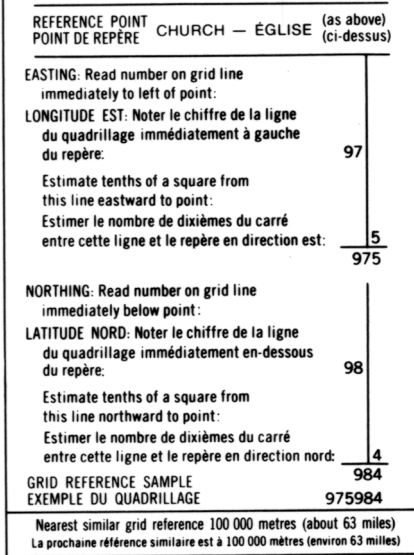 REFERENCE POINT CHURCH — ÉGLISE (as above)
POINT DE REPÈRE (ci-dessus)
EASTING: Read number on grid line
immediately to left of point:
LONGITUDE EST: Noter le chiffre de la ligne
du quadrillage immédiatement à gauche
du repère: 97
Estimate tenths of a square from
this line eastward to point:
Estimer le nombre de dixièmes du carré
entre cette ligne et le repère en direction est: 5
975
NORTHING: Read number on grid line
immediately below point:
LATITUDE NORD: Noter le chiffre de la ligne
du quadrillage immédiatement en-dessous
du repère: 98
Estimate tenths of a square from
this line northward to point:
Estimer le nombre de dixièmes du carré
entre cette ligne et le repère en direction nord: 4
984
GRID REFERENCE SAMPLE
EXEMPLE DU QUADRILLAGE 975984
Nearest similar grid reference 100 000 metres (about 63 miles)
La prochaine référence similaire est à 100 000 mètres (environ 63 milles)